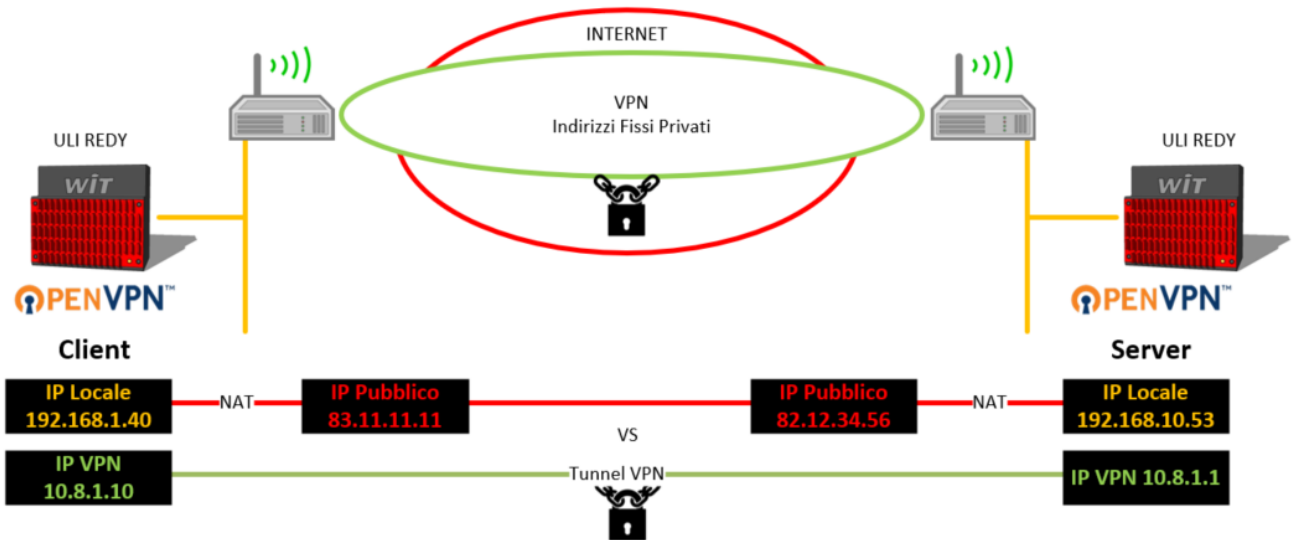 INTERNET
VPN
Indirizzi Fissi Privati
ULI REDY
ULI REDY
wiT
wiT
OPENVPN™
OPENVPN™
Client
Server
IP Locale
192.168.1.40
NAT
IP Pubblico
83.11.11.11
IP Pubblico
82.12.34.56
NAT
IP Locale
192.168.10.53
VS
IP VPN
10.8.1.10
Tunnel VPN
IP VPN 10.8.1.1